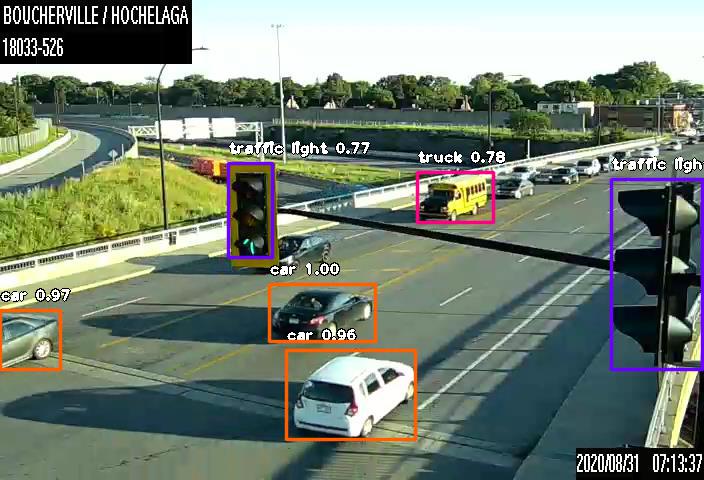 BOUCHERVILLE / HOCHELAGA
18033-526
traffic light 0.77
truck 0.78
traffic ligh
car 1.00
car 0.97
car 0.96
2020/08/31 07:13:37